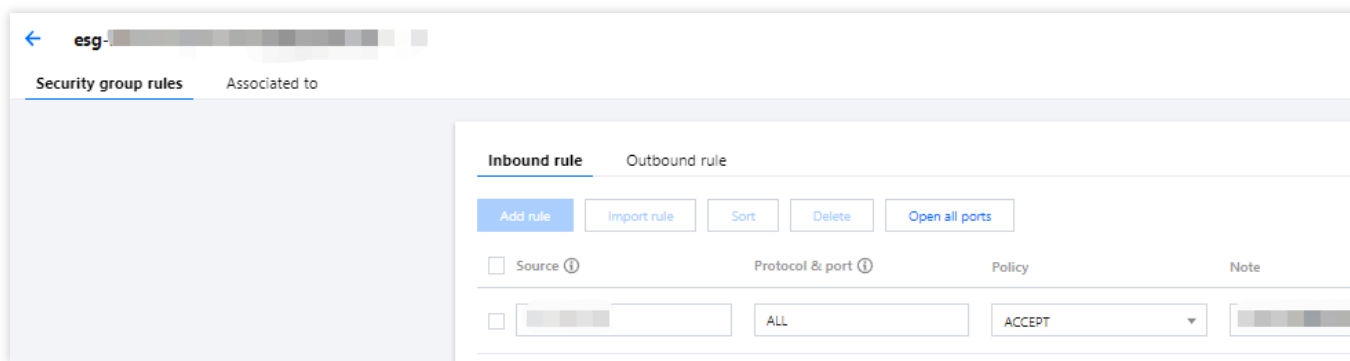 esg-
Security group rules Associated to
Inbound rule Outbound rule
Add rule Import rule Sort Delete Open all ports
Source Protocol & port Policy Note
ALL ACCEPT